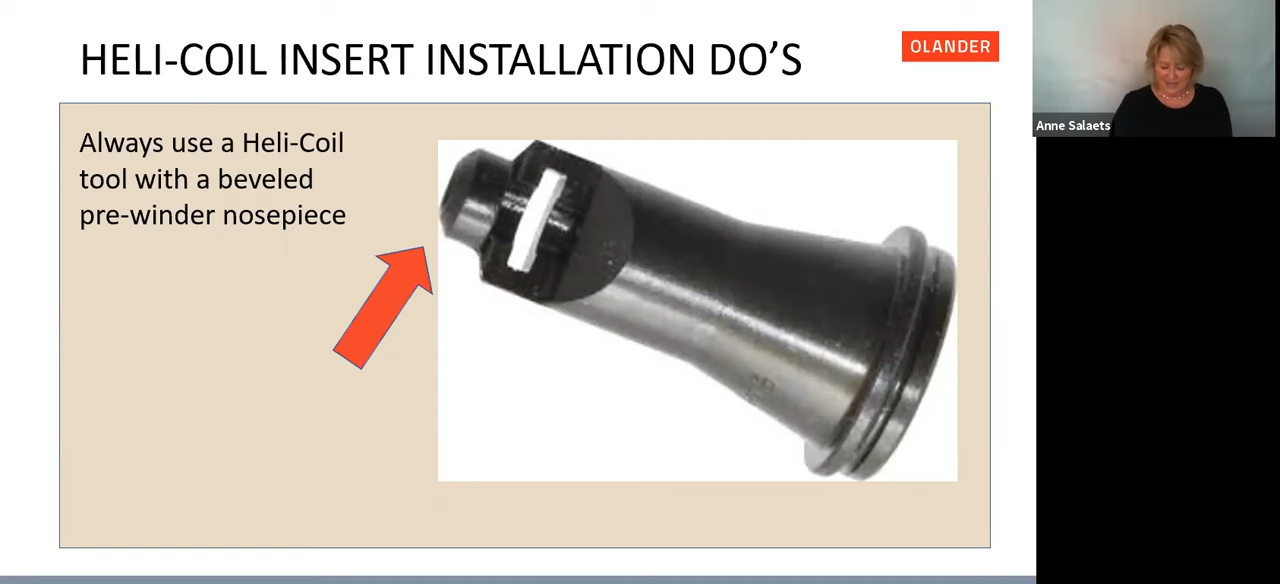 HELI-COIL INSERT INSTALLATION DO’S
OLANDER
Anne Salaets
Always use a Heli-Coil
tool with a beveled
pre-winder nosepiece